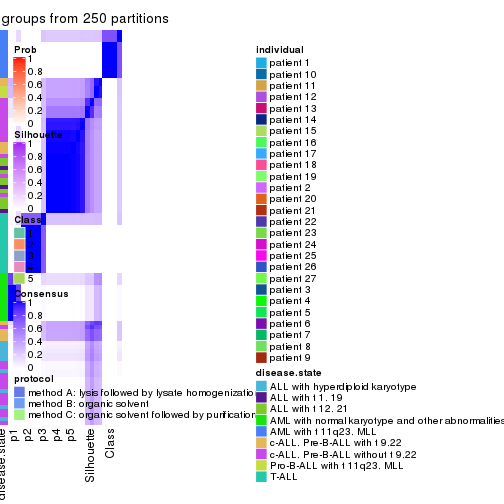 groups from 250 partitions
Prob
1
0.8
0.6
0.4
0.2
0
Silhouette
1
0.8
0.6
0.4
0.2
0
Class
1
2
3
4
5
Consensus
1
0.8
0.6
0.4
0.2
0
protocol
method A: lysis followed by lysate homogenizatio
method B: organic solvent
method C: organic solvent followed by purification
disease.state
p1
p2
p3
p4
p5
Silhouette
Class
individual
patient 1
patient 10
patient 11
patient 12
patient 13
patient 14
patient 15
patient 16
patient 17
patient 18
patient 19
patient 2
patient 20
patient 21
patient 22
patient 23
patient 24
patient 25
patient 26
patient 27
patient 3
patient 4
patient 5
patient 6
patient 7
patient 8
patient 9
disease.state
ALL with hyperdiploid karyotype
ALL with t 1. 19
ALL with t 12. 21
AML with normal karyotype and other abnormalities
AML with t 11q23. MLL
c-ALL. Pre-B-ALL with t 9.22
c-ALL. Pre-B-ALL without t 9.22
Pro-B-ALL with t 11q23. MLL
T-ALL